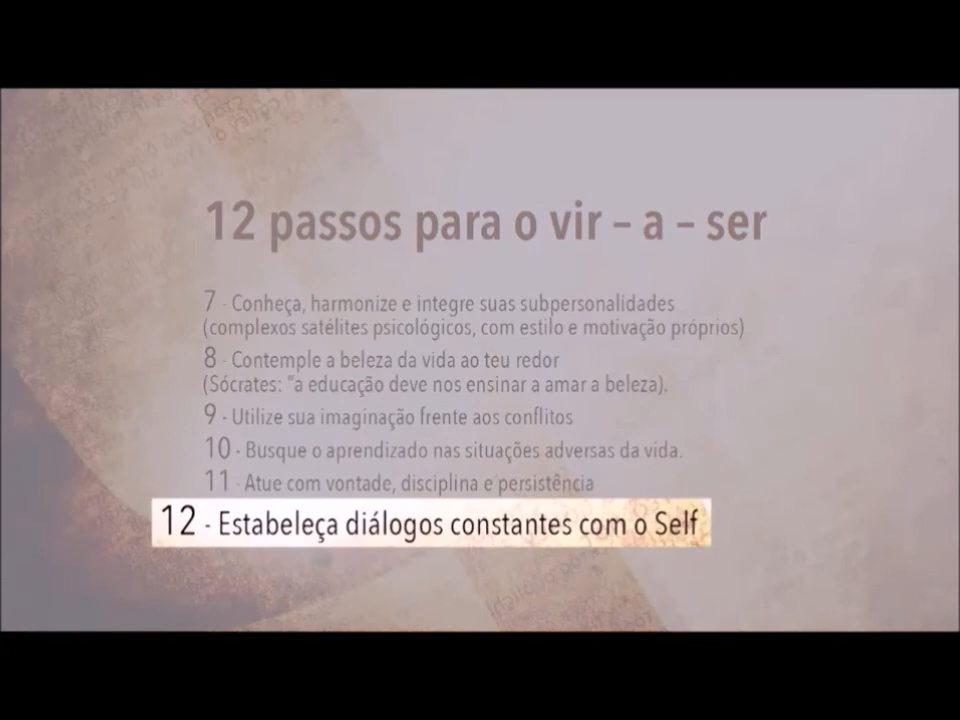 12 passos para o vir – a – ser
7 - Conheça, harmonize e integre suas subpersonalidades
(complexos satélites psicológicos, com estilo e motivação próprios)
8 - Contemple a beleza da vida ao teu redor
(Sócrates: "a educação deve nos ensinar a amar a beleza).
9 - Utilize sua imaginação frente aos conflitos
10 - Busque o aprendizado nas situações adversas da vida.
11 - Atue com vontade, disciplina e persistência
12 - Estabeleça diálogos constantes com o Self